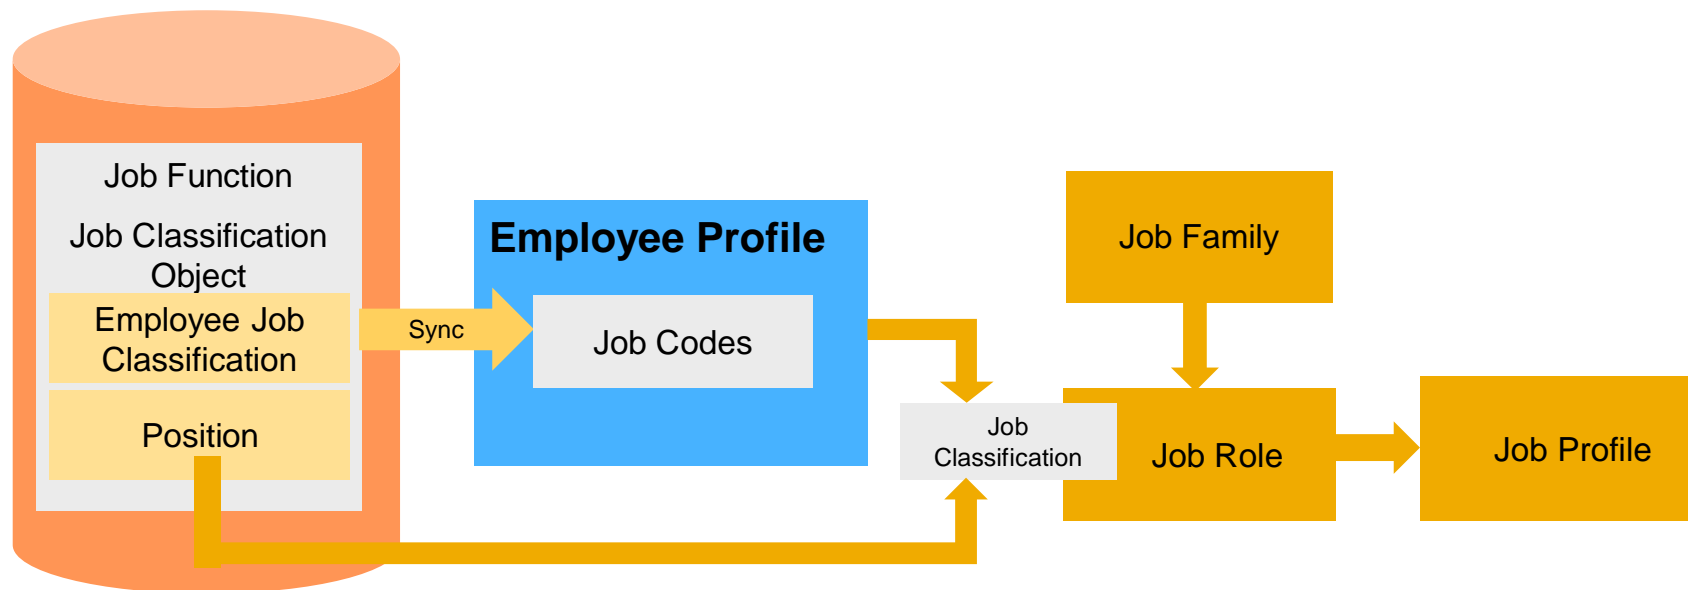 Job Function
Job Classification
Object
Employee Job
Classification
Position
Sync
Employee Profile
Job Codes
Job
Classification
Job Family
Job Role
Job Profile